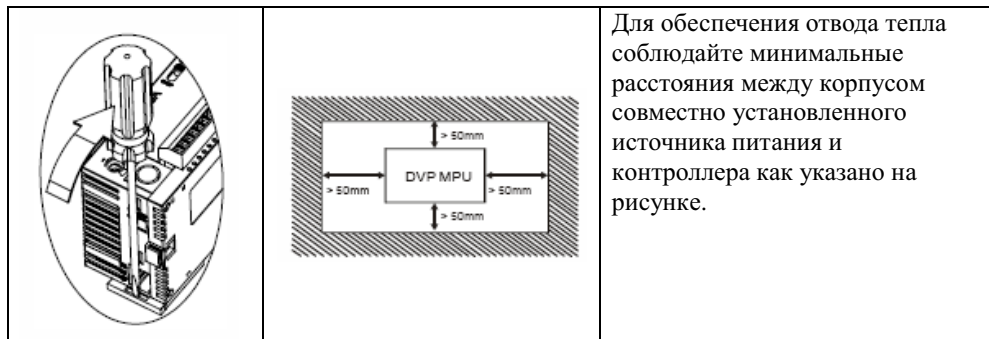 Для обеспечения отвода тепла
соблюдайте минимальные
расстояния между корпусом
совместно установленного
источника питания и
контроллера как указано на
рисунке.
> 50mm
> 50mm
DVP MPU
> 50mm
> 50mm